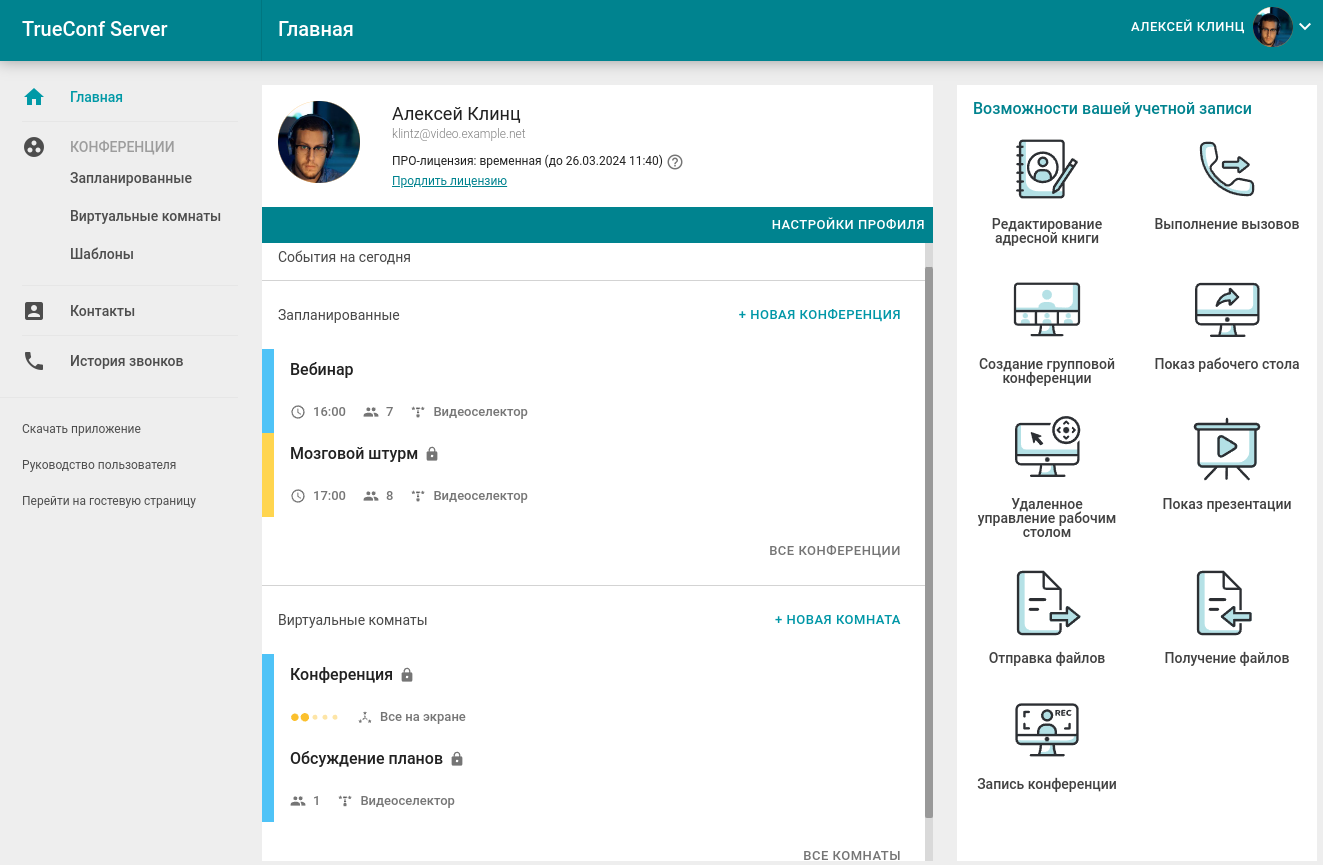 TrueConf Server
Главная
АЛЕКСЕЙ КЛИНЦ
Главная
КОНФЕРЕНЦИИ
Запланированные
Виртуальные комнаты
Шаблоны
Контакты
История звонков
Скачать приложение
Руководство пользователя
Перейти на гостевую страницу
Алексей Клинц
klintz@video.example.net
ПРО-лицензия: временная (до 26.03.2024 11:40) ?
Продлить лицензию
НАСТРОЙКИ ПРОФИЛЯ
События на сегодня
Запланированные
+ НОВАЯ КОНФЕРЕНЦИЯ
Вебинар
16:00 7 Видеоселектор
Мозговой штурм
17:00 8 Видеоселектор
ВСЕ КОНФЕРЕНЦИИ
Виртуальные комнаты
+ НОВАЯ КОМНАТА
Конференция
Все на экране
Обсуждение планов
1 Видеоселектор
ВСЕ КОМНАТЫ
Возможности вашей учетной записи
Редактирование
адресной книги
Выполнение вызовов
Создание групповой
конференции
Показ рабочего стола
Удаленное
управление рабочим
столом
Показ презентации
Отправка файлов
Получение файлов
REC
Запись конференции